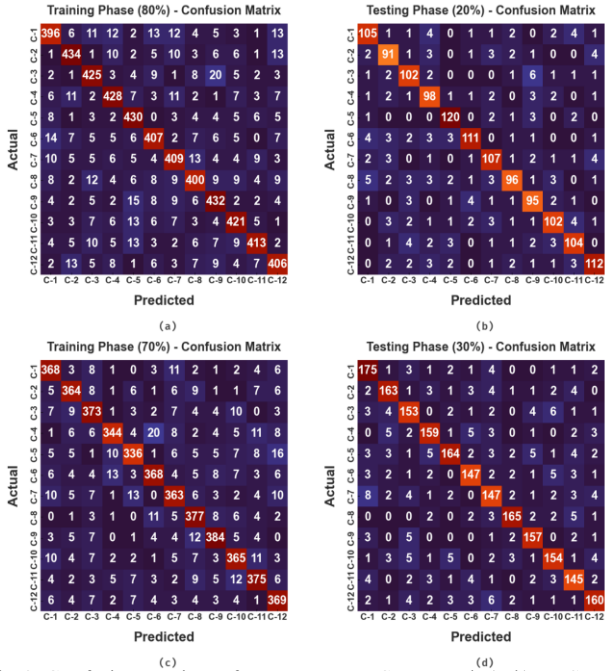 Training Phase (80%) - Confusion Matrix
Actual
C-1 396 6 11 12 2 13 12 4 5 3 1 13
C-2 1 434 1 10 2 5 10 3 6 6 1 13
C-3 2 1 425 3 4 9 1 8 20 5 2 3
C-4 6 11 2 428 7 3 11 2 1 7 3 7
C-5 8 1 3 2 430 0 3 4 4 5 6 5
C-6 14 7 5 5 6 407 2 7 6 5 0 7
C-7 10 5 5 6 5 4 409 13 4 4 9 3
C-8 8 2 12 4 6 8 9 400 9 4 4 9
C-9 4 2 5 2 15 8 9 6 432 2 2 4
C-10 3 3 7 6 13 6 7 3 4 421 5 1
C-11 4 5 10 5 13 3 2 6 7 9 413 2
C-12 2 13 5 8 1 6 3 7 9 4 7 406
C-1 C-2 C-3 C-4 C-5 C-6 C-7 C-8 C-9 C-10 C-11 C-12
Predicted
(a)
Testing Phase (20%) - Confusion Matrix
Actual
C-1 105 1 1 4 0 1 1 2 0 2 4 1
C-2 2 91 1 3 0 1 3 2 1 0 0 4
C-3 1 2 102 0 0 0 1 1 6 1 1 0
C-4 1 2 1 98 1 1 2 0 3 2 0 1
C-5 1 0 0 0 120 0 2 1 3 0 2 0
C-6 4 3 2 3 3 111 0 1 1 0 0 1
C-7 2 3 0 1 0 1 107 1 2 1 1 4
C-8 5 2 3 3 1 2 3 96 1 3 0 1
C-9 1 0 3 0 1 4 1 1 95 2 1 0
C-10 0 3 2 1 1 2 3 1 1 102 4 1
C-11 0 1 4 2 3 0 1 1 2 3 104 0
C-12 1 3 0 2 0 0 1 2 1 1 3 112
C-1 C-2 C-3 C-4 C-5 C-6 C-7 C-8 C-9 C-10 C-11 C-12
Predicted
(b)
Training Phase (70%) - Confusion Matrix
Actual
C-1 368 3 8 1 0 3 11 2 1 2 4 6
C-2 5 364 8 1 6 1 6 9 1 1 7 6
C-3 7 9 373 1 3 2 7 4 4 10 0 3
C-4 1 6 6 344 4 20 8 2 4 5 11 8
C-5 5 5 1 10 336 1 6 5 5 7 8 16
C-6 6 4 4 13 3 368 4 5 8 7 3 6
C-7 10 5 7 1 13 0 363 6 3 2 4 10
C-8 0 1 3 1 0 11 5 377 8 6 4 2
C-9 3 5 7 0 1 4 4 12 384 5 4 0
C-10 10 4 7 2 2 1 5 7 3 365 11 3
C-11 4 2 3 5 7 3 2 9 5 12 375 6
C-12 6 4 7 2 7 4 3 4 3 4 1 369
C-1 C-2 C-3 C-4 C-5 C-6 C-7 C-8 C-9 C-10 C-11 C-12
Predicted
(c)
Testing Phase (30%) - Confusion Matrix
Actual
C-1 175 1 3 1 2 1 4 0 0 1 1 2
C-2 2 163 1 3 1 3 4 1 1 2 4 0
C-3 3 4 153 0 2 1 2 0 4 6 1 1
C-4 0 5 2 159 1 5 3 0 1 0 2 3
C-5 3 3 1 5 164 2 3 2 5 1 4 2
C-6 3 2 1 2 0 147 2 0 0 5 3 1
C-7 8 2 4 1 2 0 147 2 1 2 3 4
C-8 0 0 0 2 0 2 3 165 2 2 5 1
C-9 3 0 5 0 0 1 0 0 157 0 2 1
C-10 1 3 5 1 5 0 2 3 1 154 1 4
C-11 4 0 2 3 1 1 0 3 2 3 145 2
C-12 2 1 4 2 3 3 6 2 1 1 1 160
C-1 C-2 C-3 C-4 C-5 C-6 C-7 C-8 C-9 C-10 C-11 C-12
Predicted
(d)